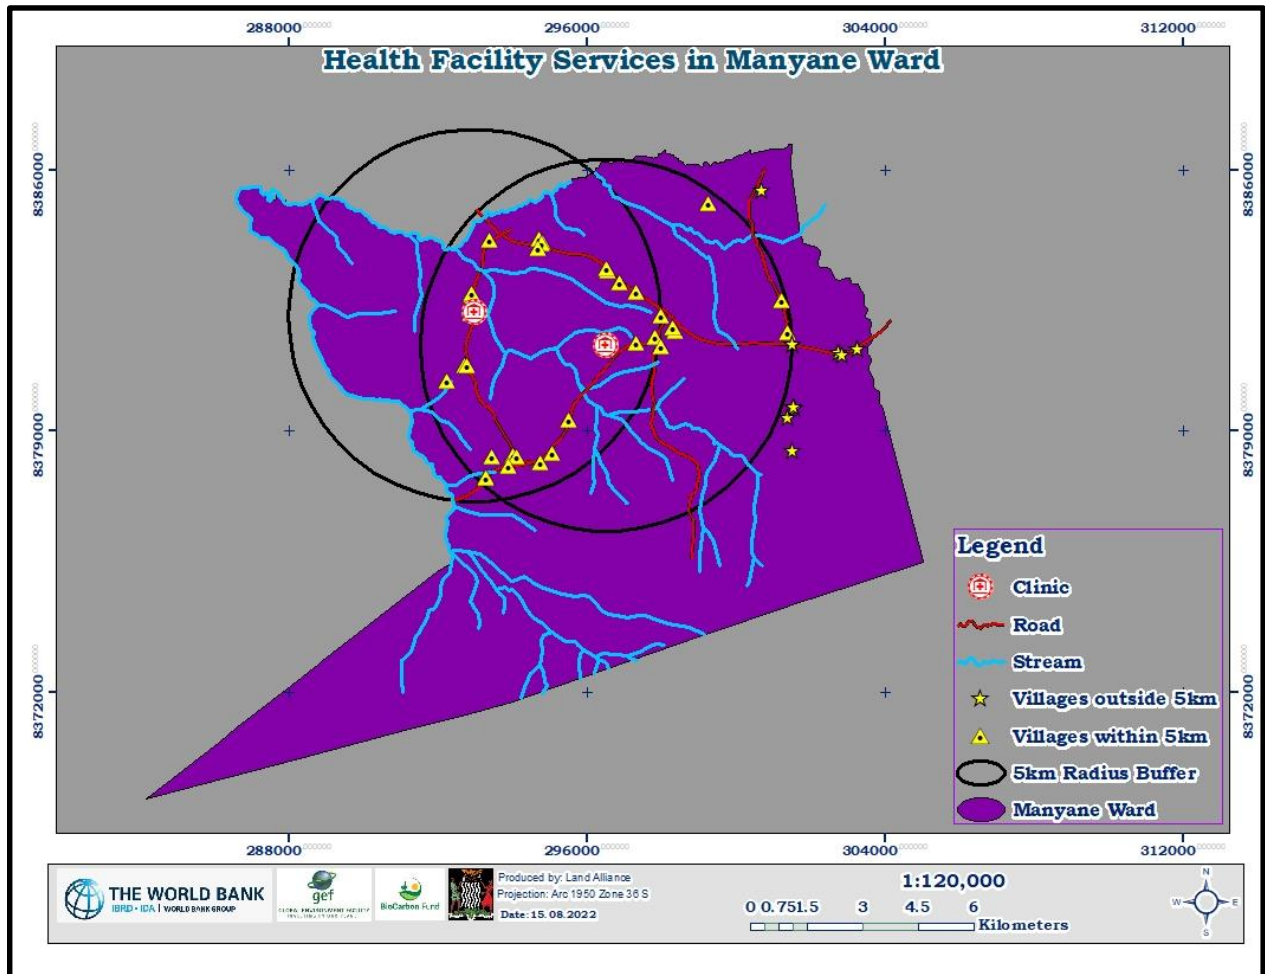 288000 296000 304000 312000
Health Facility Services in Manyane Ward
8386000 8386000
8379000 8379000
8372000 8372000
Legend
Clinic
Road
Stream
Villages outside 5km
Villages within 5km
5km Radius Buffer
Manyane Ward
288000 296000 304000 312000
THE WORLD BANK
IBRD • IDA | WORLD BANK GROUP
gef
GLOBAL ENVIRONMENT FACILITY
BioCarbon Fund
Produced by: Land Alliance
Projection: Arc 1950 Zone 36 S
Date: 15.08.2022
1:120,000
0 0.751.5 3 4.5 6
Kilometers
N
W E
S